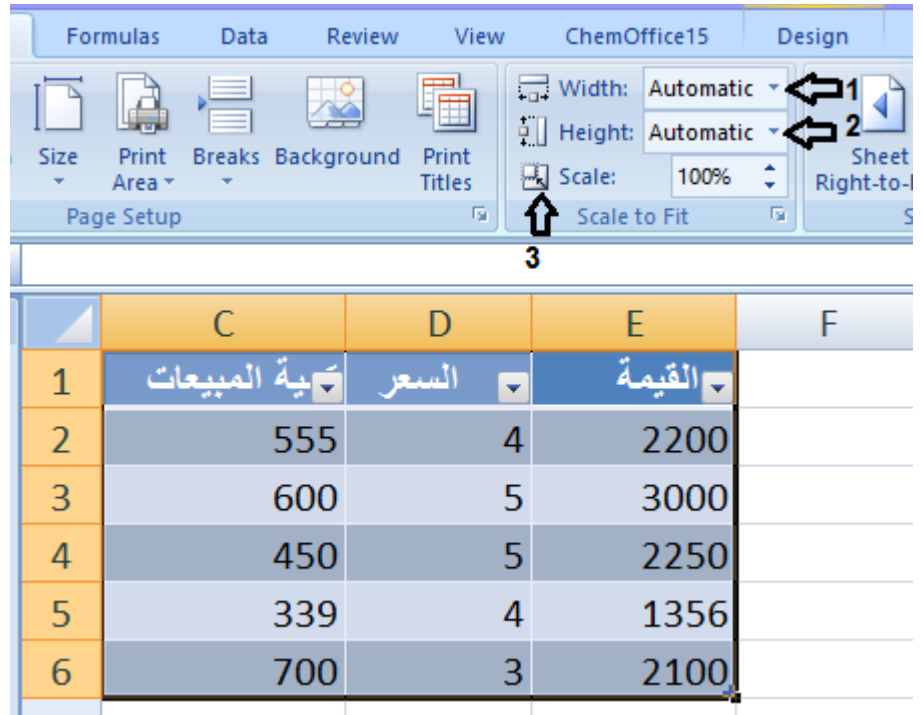 Formulas Data Review View ChemOffice15 Design
Width: Automatic 1
Height: Automatic 2
Size Print Area Breaks Background Print Titles Scale: 100% Sheet
Page Setup Scale to Fit
3
C D E F
1 المبيعات السعر القيمة
2 555 4 2200
3 600 5 3000
4 450 5 2250
5 339 4 1356
6 700 3 2100